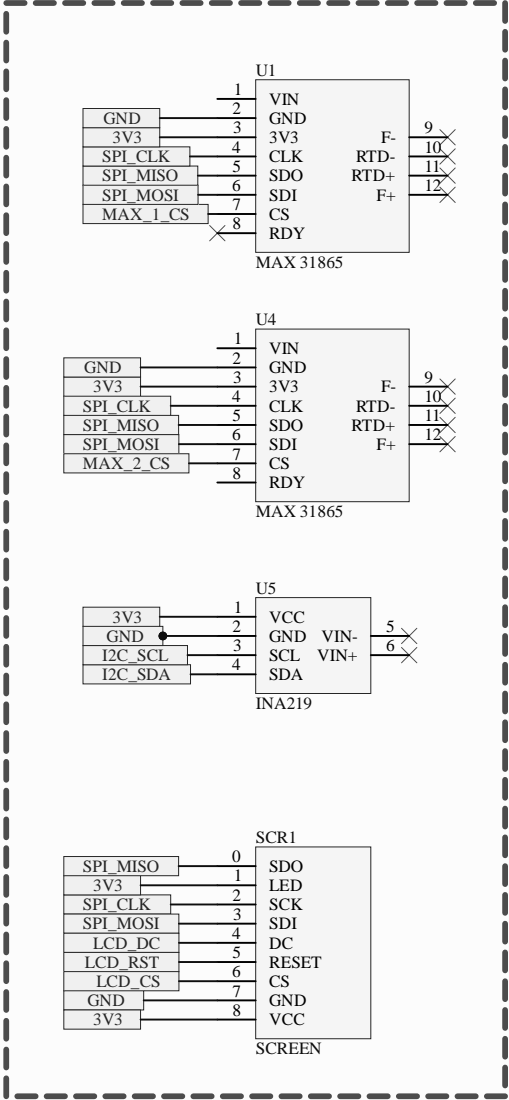 U1
1 VIN
GND 2 GND
3V3 3 3V3 F- 9
SPI_CLK 4 CLK RTD- 10
SPI_MISO 5 SDO RTD+ 11
SPI_MOSI 6 SDI F+ 12
MAX_1_CS 7 CS
8 RDY
MAX 31865
U4
1 VIN
GND 2 GND
3V3 3 3V3 F- 9
SPI_CLK 4 CLK RTD- 10
SPI_MISO 5 SDO RTD+ 11
SPI_MOSI 6 SDI F+ 12
MAX_2_CS 7 CS
8 RDY
MAX 31865
U5
3V3 1 VCC
GND 2 GND VIN- 5
I2C_SCL 3 SCL VIN+ 6
I2C_SDA 4 SDA
INA219
SCR1
SPI_MISO 0 SDO
3V3 1 LED
SPI_CLK 2 SCK
SPI_MOSI 3 SDI
LCD_DC 4 DC
LCD_RST 5 RESET
LCD_CS 6 CS
GND 7 GND
3V3 8 VCC
SCREEN